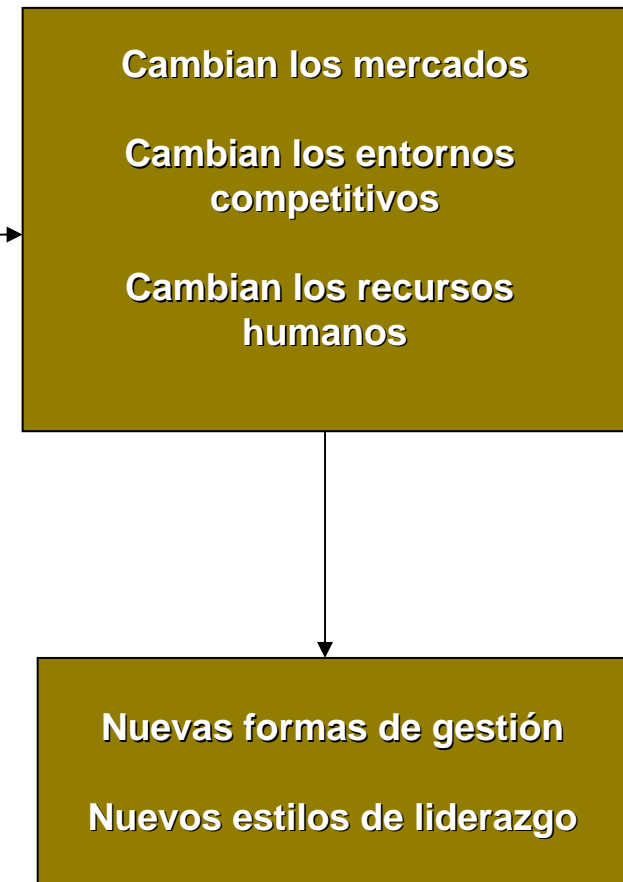 Cambian los mercados
Cambian los entornos
competitivos
Cambian los recursos
humanos
Nuevas formas de gestión
Nuevos estilos de liderazgo